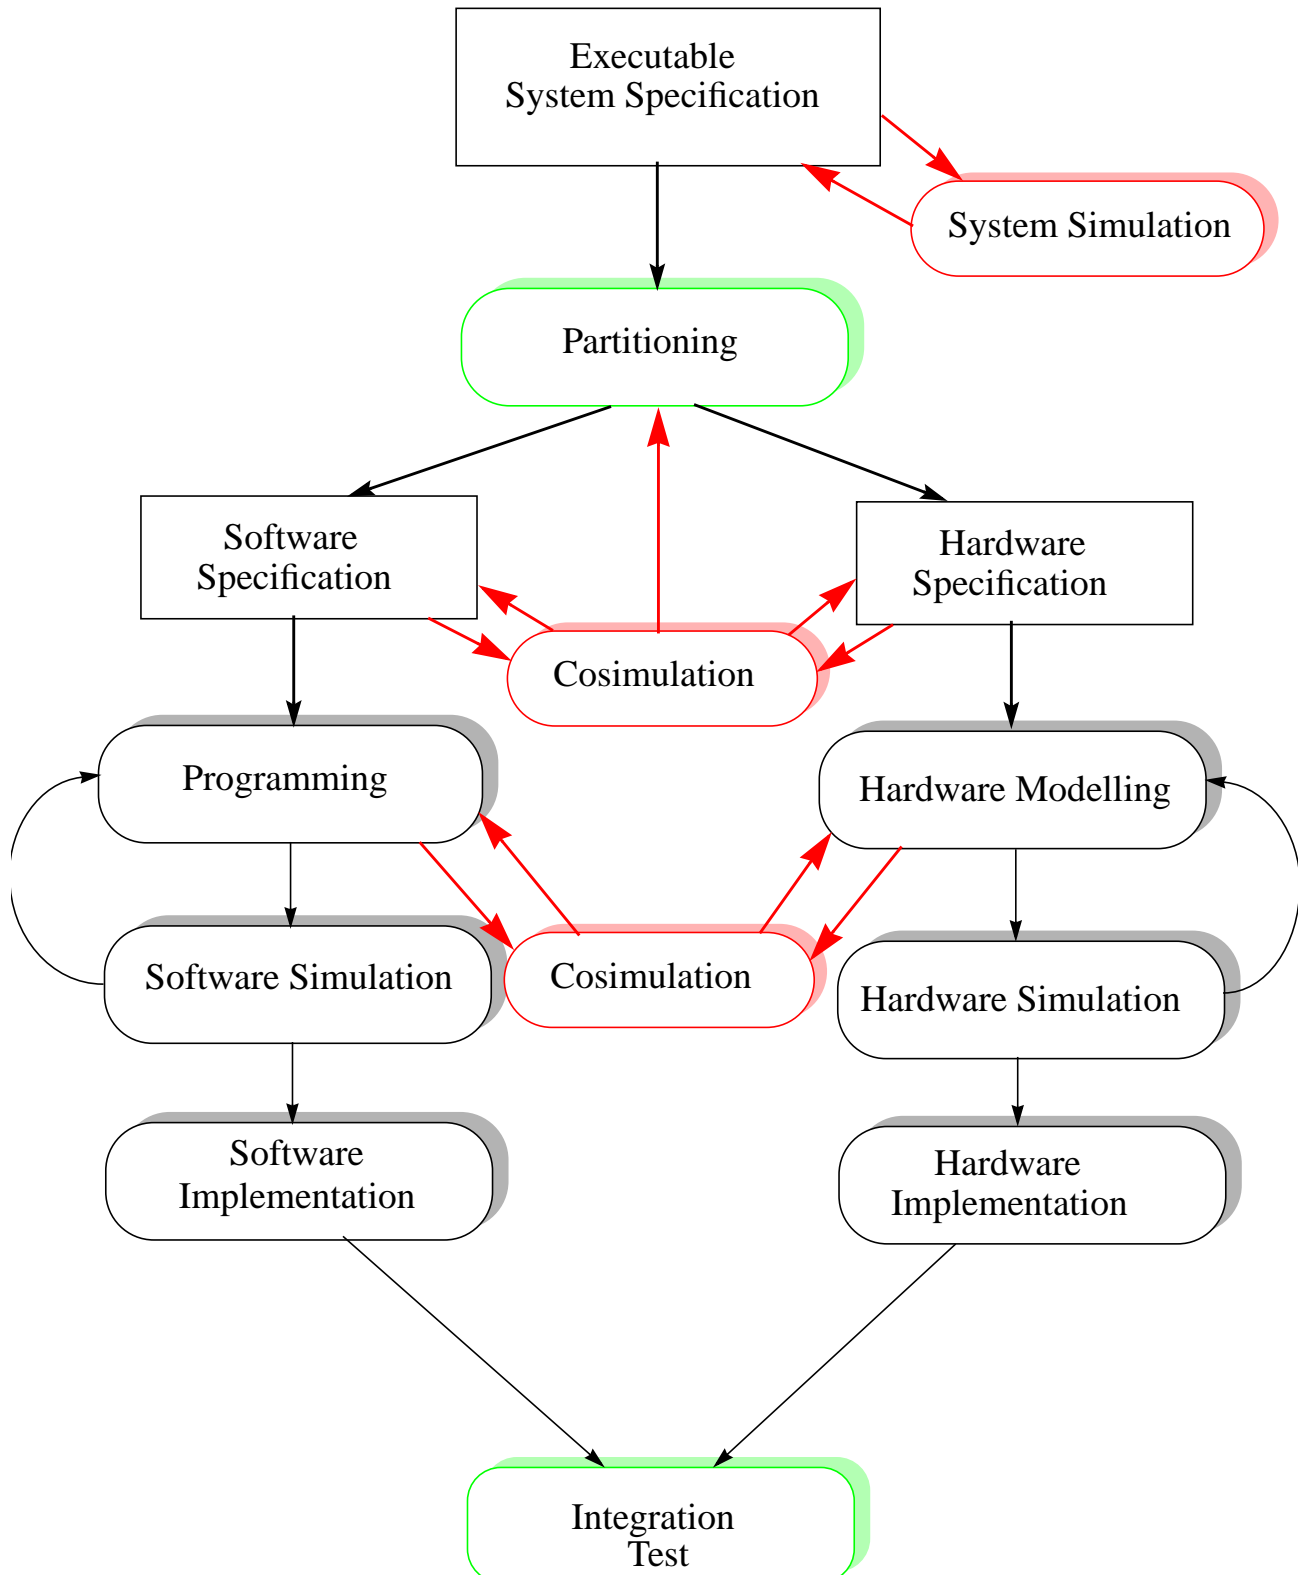 Executable
System Specification
System Simulation
Partitioning
Software
Specification
Hardware
Specification
Cosimulation
Programming
Hardware Modelling
Software Simulation
Cosimulation
Hardware Simulation
Software
Implementation
Hardware
Implementation
Integration
Test